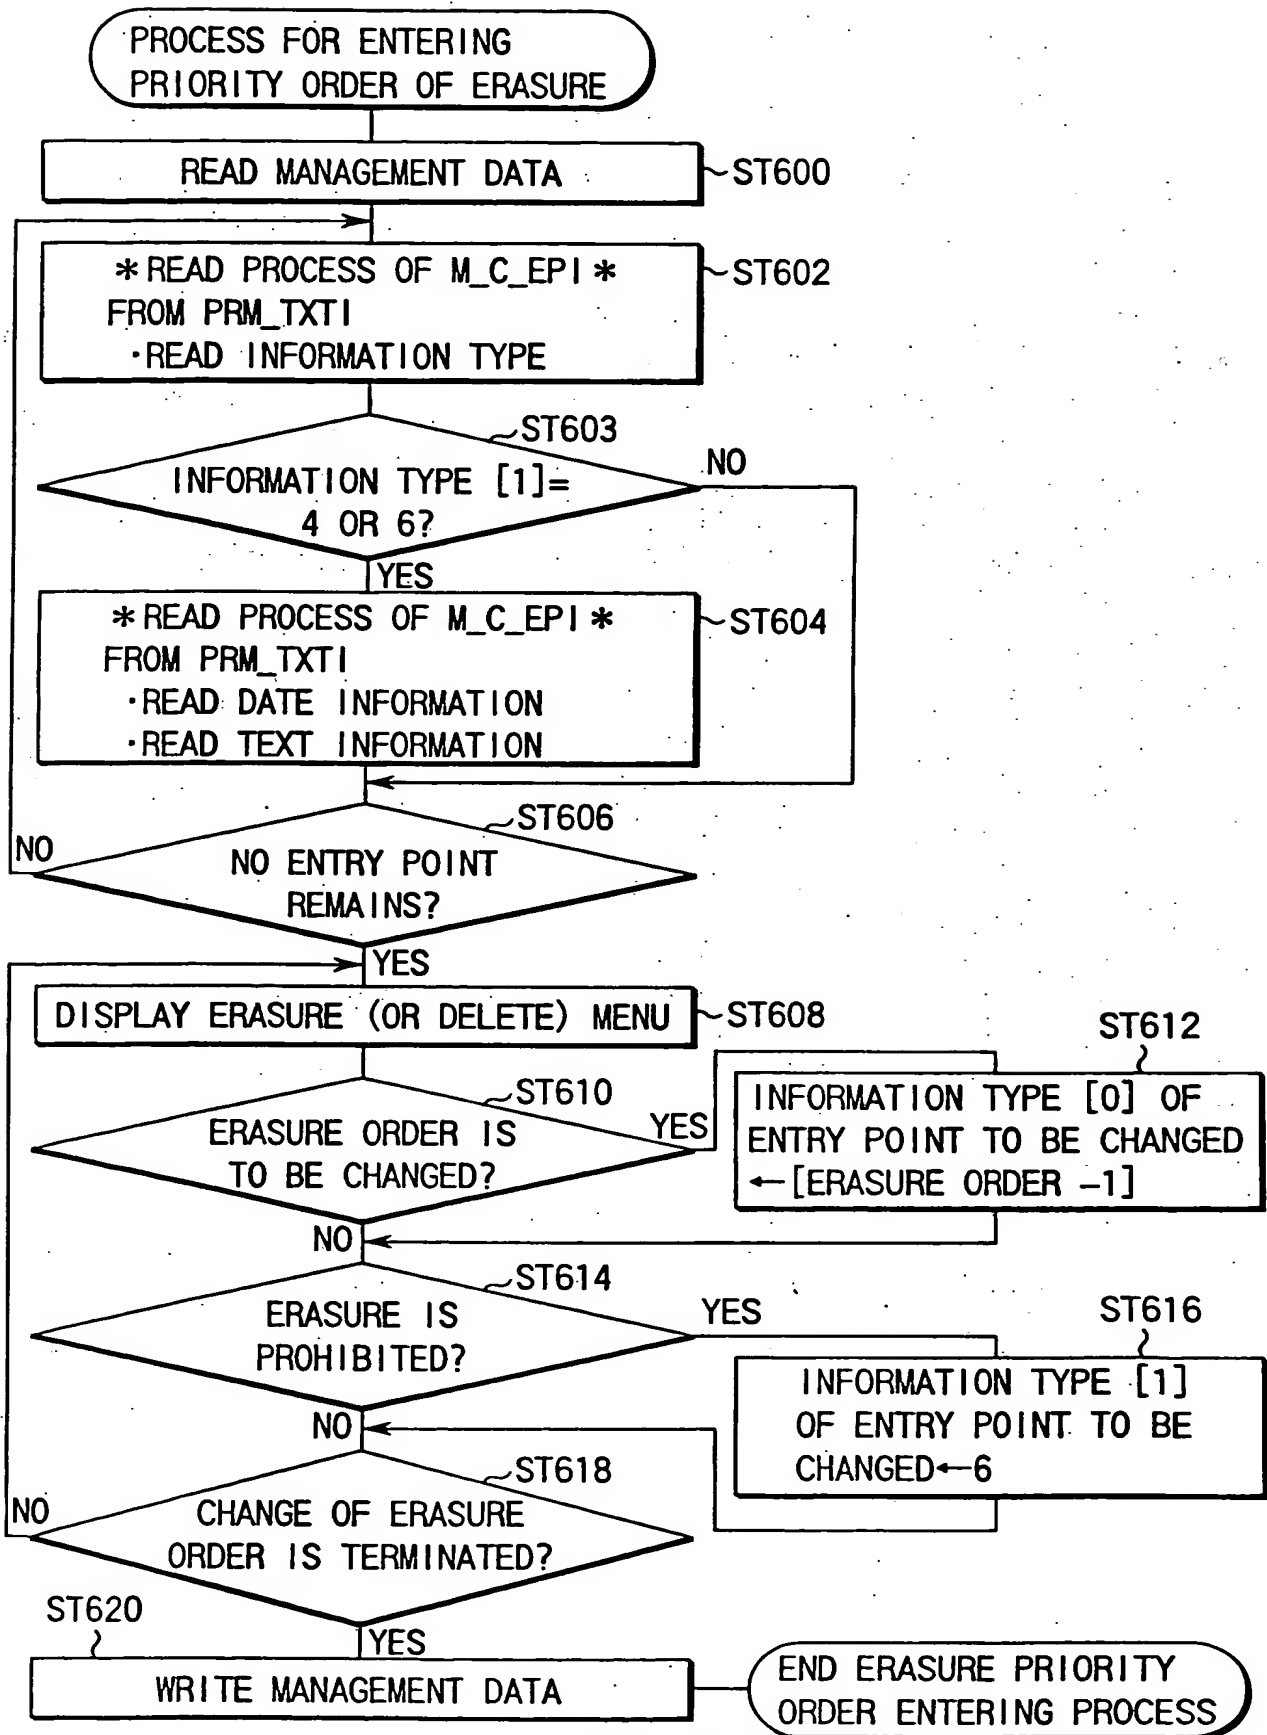 PROCESS FOR ENTERING
PRIORITY ORDER OF ERASURE
READ MANAGEMENT DATA
ST600
*READ PROCESS OF M_C_EPI*
FROM PRM_TXTI
·READ INFORMATION TYPE
ST602
ST603
INFORMATION TYPE [1]=
4 OR 6?
NO
YES
*READ PROCESS OF M_C_EPI*
FROM PRM_TXTI
·READ DATE INFORMATION
·READ TEXT INFORMATION
ST604
ST606
NO ENTRY POINT
REMAINS?
NO
YES
DISPLAY ERASURE (OR DELETE) MENU
ST608
ST610
ERASURE ORDER IS
TO BE CHANGED?
YES
ST612
INFORMATION TYPE [0] OF
ENTRY POINT TO BE CHANGED
←[ERASURE ORDER -1]
NO
ST614
ERASURE IS
PROHIBITED?
YES
ST616
INFORMATION TYPE [1]
OF ENTRY POINT TO BE
CHANGED←6
NO
ST618
CHANGE OF ERASURE
ORDER IS TERMINATED?
NO
YES
ST620
WRITE MANAGEMENT DATA
END ERASURE PRIORITY
ORDER ENTERING PROCESS